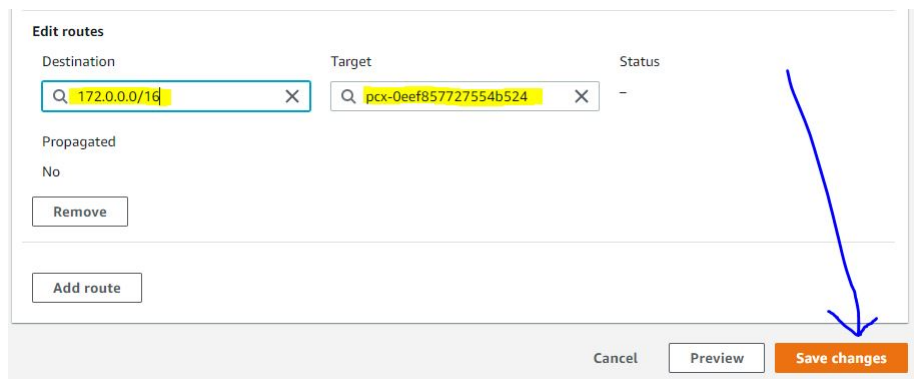 Edit routes
Destination Target Status
172.0.0.0/16 pcx-0eef857727554b524 –
Propagated
No
Remove
Add route
Cancel Preview Save changes